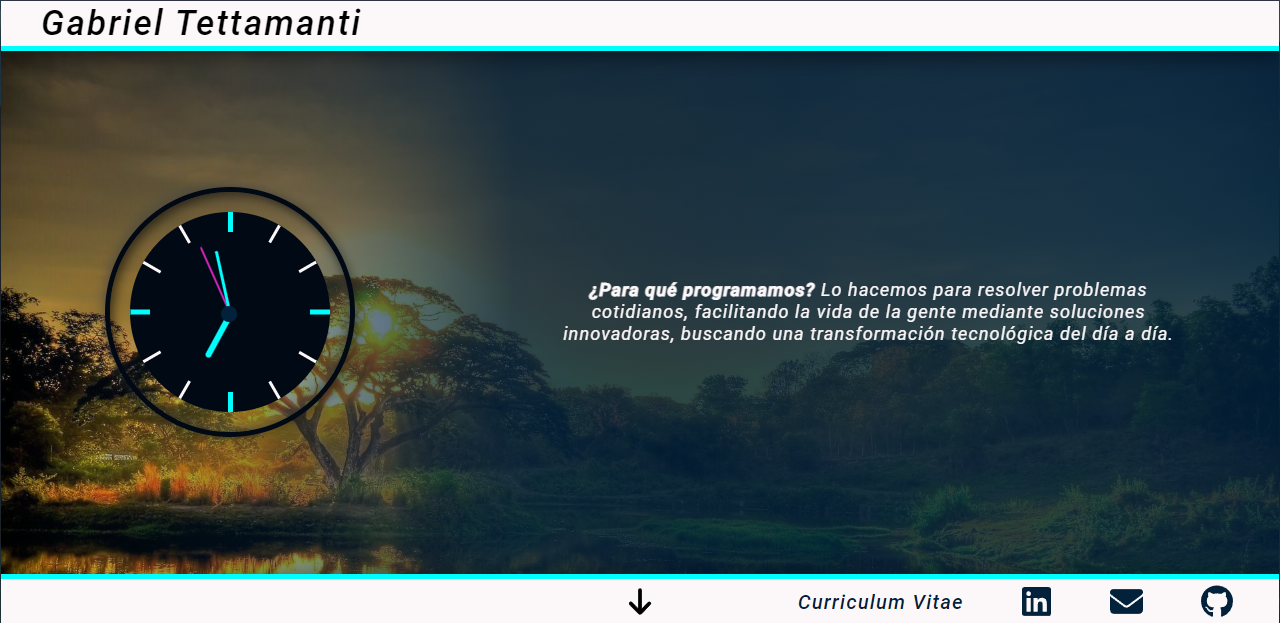 Gabriel Tettamanti
¿Para qué programamos? Lo hacemos para resolver problemas
cotidianos, facilitando la vida de la gente mediante soluciones
innovadoras, buscando una transformación tecnológica del día a día.
Curriculum Vitae
in